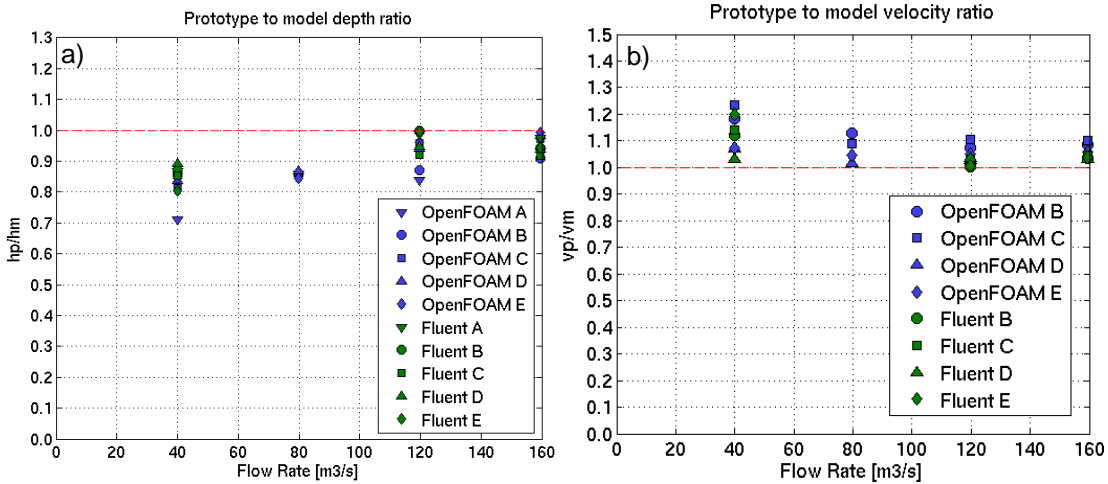 Prototype to model depth ratio
a)
1.3
1.2
1.1
1.0
0.9
0.8
0.7
0.6
0.5
0.4
0.3
0.2
0.1
0.0
hp/hm
OpenFOAM A
OpenFOAM B
OpenFOAM C
OpenFOAM D
OpenFOAM E
Fluent A
Fluent B
Fluent C
Fluent D
Fluent E
0 20 40 60 80 100 120 140 160
Flow Rate [m3/s]
Prototype to model velocity ratio
b)
1.5
1.4
1.3
1.2
1.1
1.0
0.9
0.8
0.7
0.6
0.5
0.4
0.3
0.2
0.1
0.0
vp/vm
OpenFOAM B
OpenFOAM C
OpenFOAM D
OpenFOAM E
Fluent B
Fluent C
Fluent D
Fluent E
0 20 40 60 80 100 120 140 160
Flow Rate [m3/s]